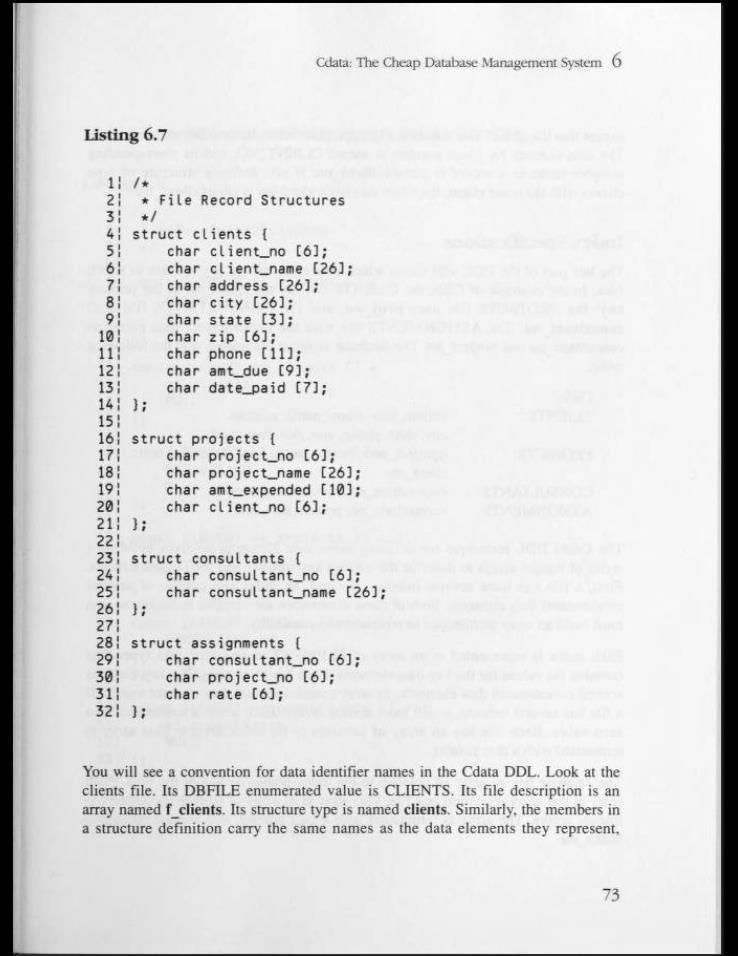 Cdata: The Cheap Database Management System 6
Listing 6.7
1¦ /*
2¦ * File Record Structures
3¦ */
4¦ struct clients {
5¦ char client_no [6];
6¦ char client_name [26];
7¦ char address [26];
8¦ char city [26];
9¦ char state [3];
10¦ char zip [6];
11¦ char phone [11];
12¦ char amt_due [9];
13¦ char date_paid [7];
14¦ };
15¦
16¦ struct projects {
17¦ char project_no [6];
18¦ char project_name [26];
19¦ char amt_expended [10];
20¦ char client_no [6];
21¦ };
22¦
23¦ struct consultants {
24¦ char consultant_no [6];
25¦ char consultant_name [26];
26¦ };
27¦
28¦ struct assignments {
29¦ char consultant_no [6];
30¦ char project_no [6];
31¦ char rate [6];
32¦ };
You will see a convention for data identifier names in the Cdata DDL. Look at the
clients file. Its DBFILE enumerated value is CLIENTS. Its file description is an
array named f_clients. Its structure type is named clients. Similarly, the members in
a structure definition carry the same names as the data elements they represent,
73